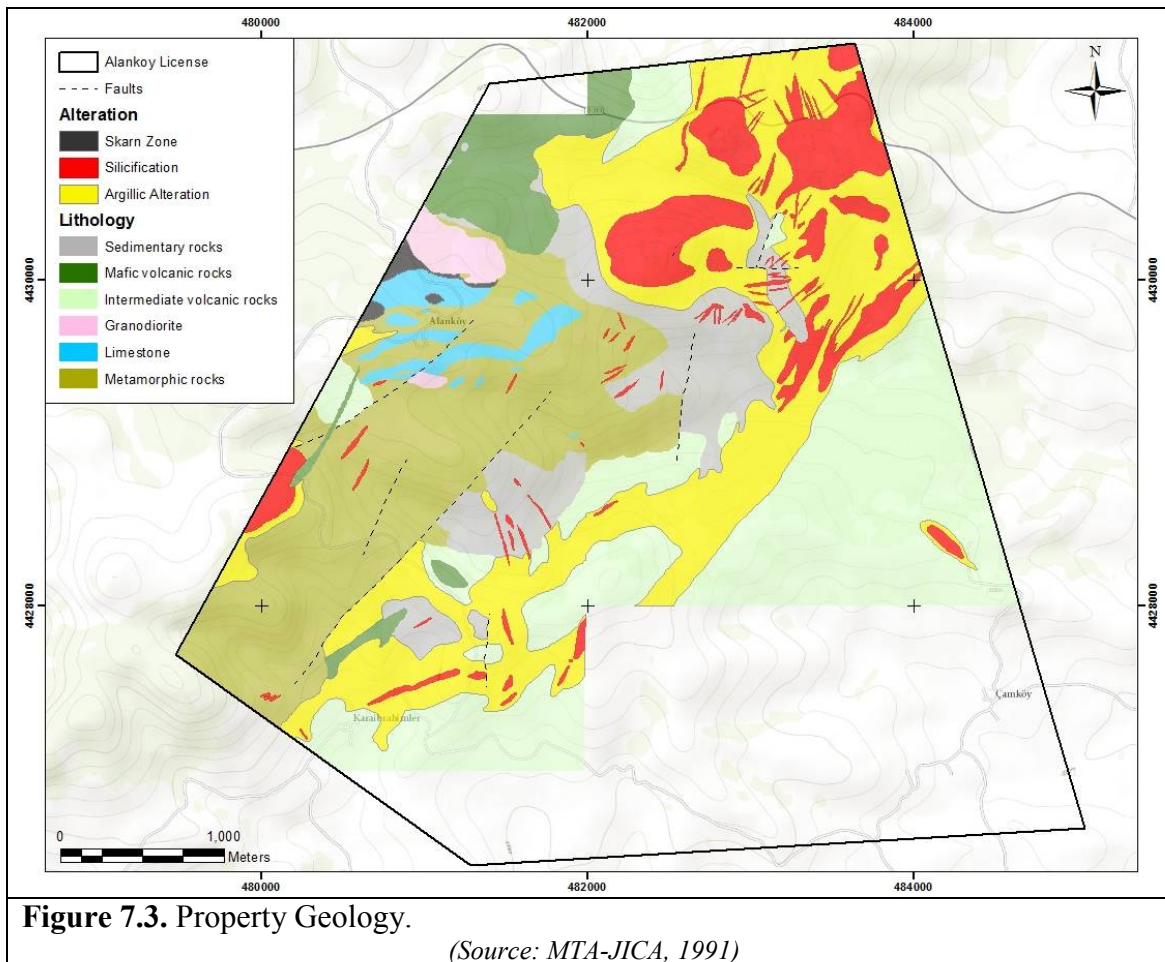 480000
482000
484000
Alankoy License
Faults
Alteration
Skarn Zone
Silicification
Argillic Alteration
Lithology
Sedimentary rocks
Mafic volcanic rocks
Intermediate volcanic rocks
Granodiorite
Limestone
Metamorphic rocks
N
4430000
4430000
Alanköy
4428000
4428000
Çamköy
Karaibrahimler
0
1,000
Meters
480000
482000
484000
Figure 7.3. Property Geology.
(Source: MTA-JICA, 1991)